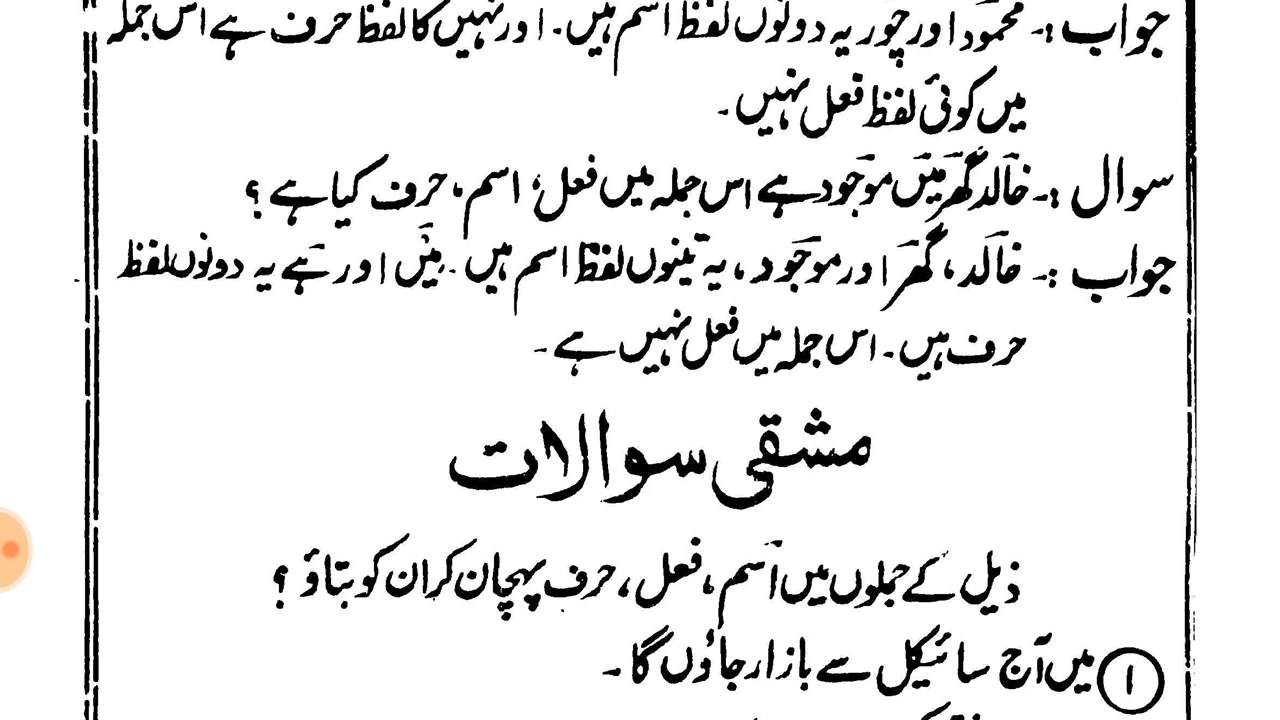 جواب :۔ محمود اور چور یہ دونوں لفظ اسم ہیں۔ اور نہیں کا لفظ حرف ہے اس جملہ
میں کوئی لفظ فعل نہیں۔
سوال :۔ خالد گھر میں موجود ہے اس جملہ میں فعل، اسم، حرف کیا ہے ؟
جواب :۔ خالد، گھر اور موجود، یہ تینوں لفظ اسم ہیں۔ میں اور ہے یہ دونوں لفظ
حرف ہیں۔ اس جملہ میں فعل نہیں ہے۔
مشقی سوالات
ذیل کے جملوں میں اسم، فعل، حرف پہچان کر ان کو بتاؤ ؟
۱ میں آج سائیکل سے بازار جاؤں گا۔